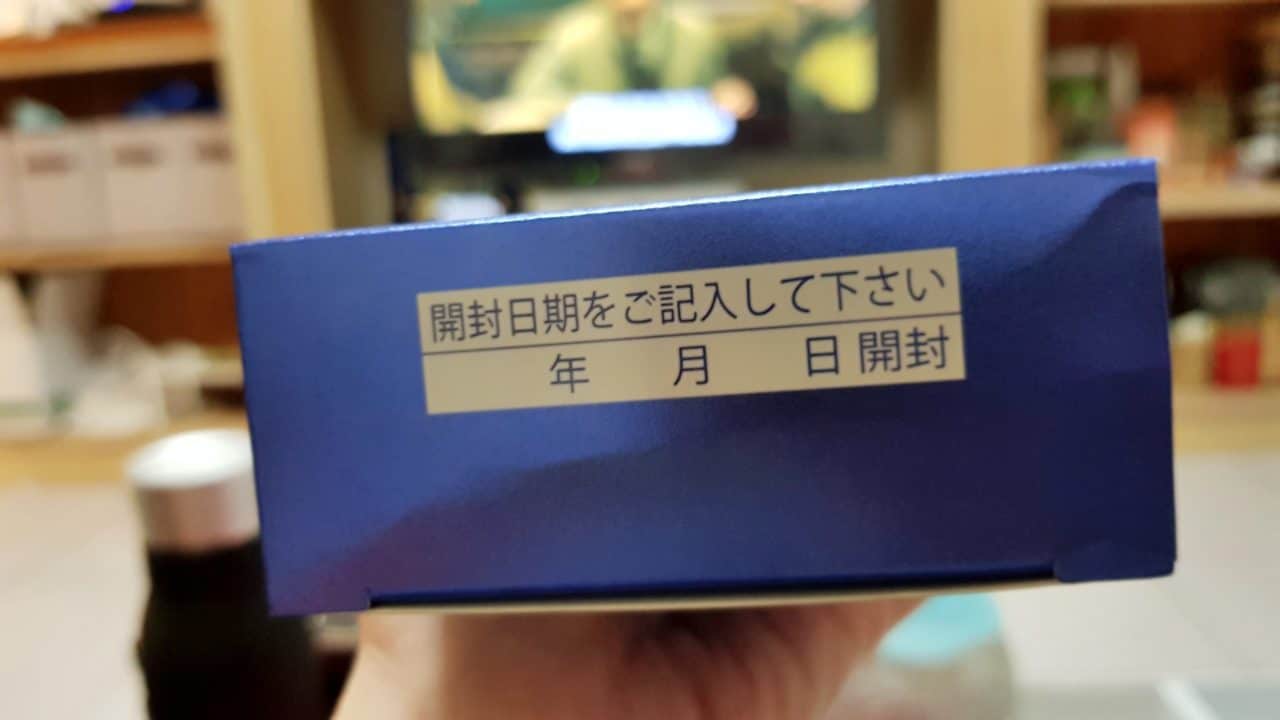 開封日期をご記入して下さい
年 月 日 開封